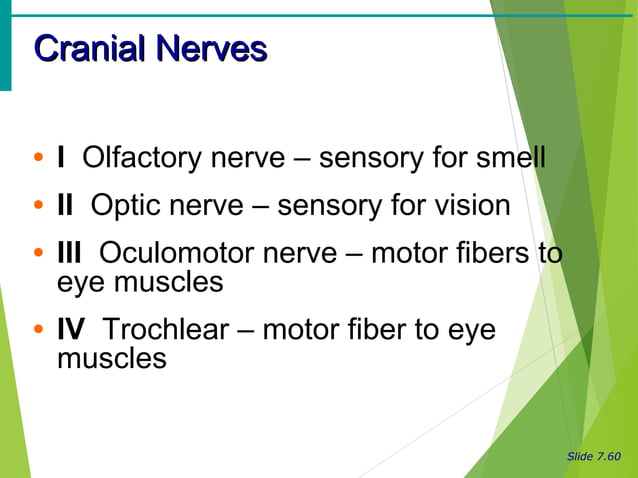 Cranial Nerves
• I Olfactory nerve – sensory for smell
• II Optic nerve – sensory for vision
• III Oculomotor nerve – motor fibers to
eye muscles
• IV Trochlear – motor fiber to eye
muscles
Slide 7.60